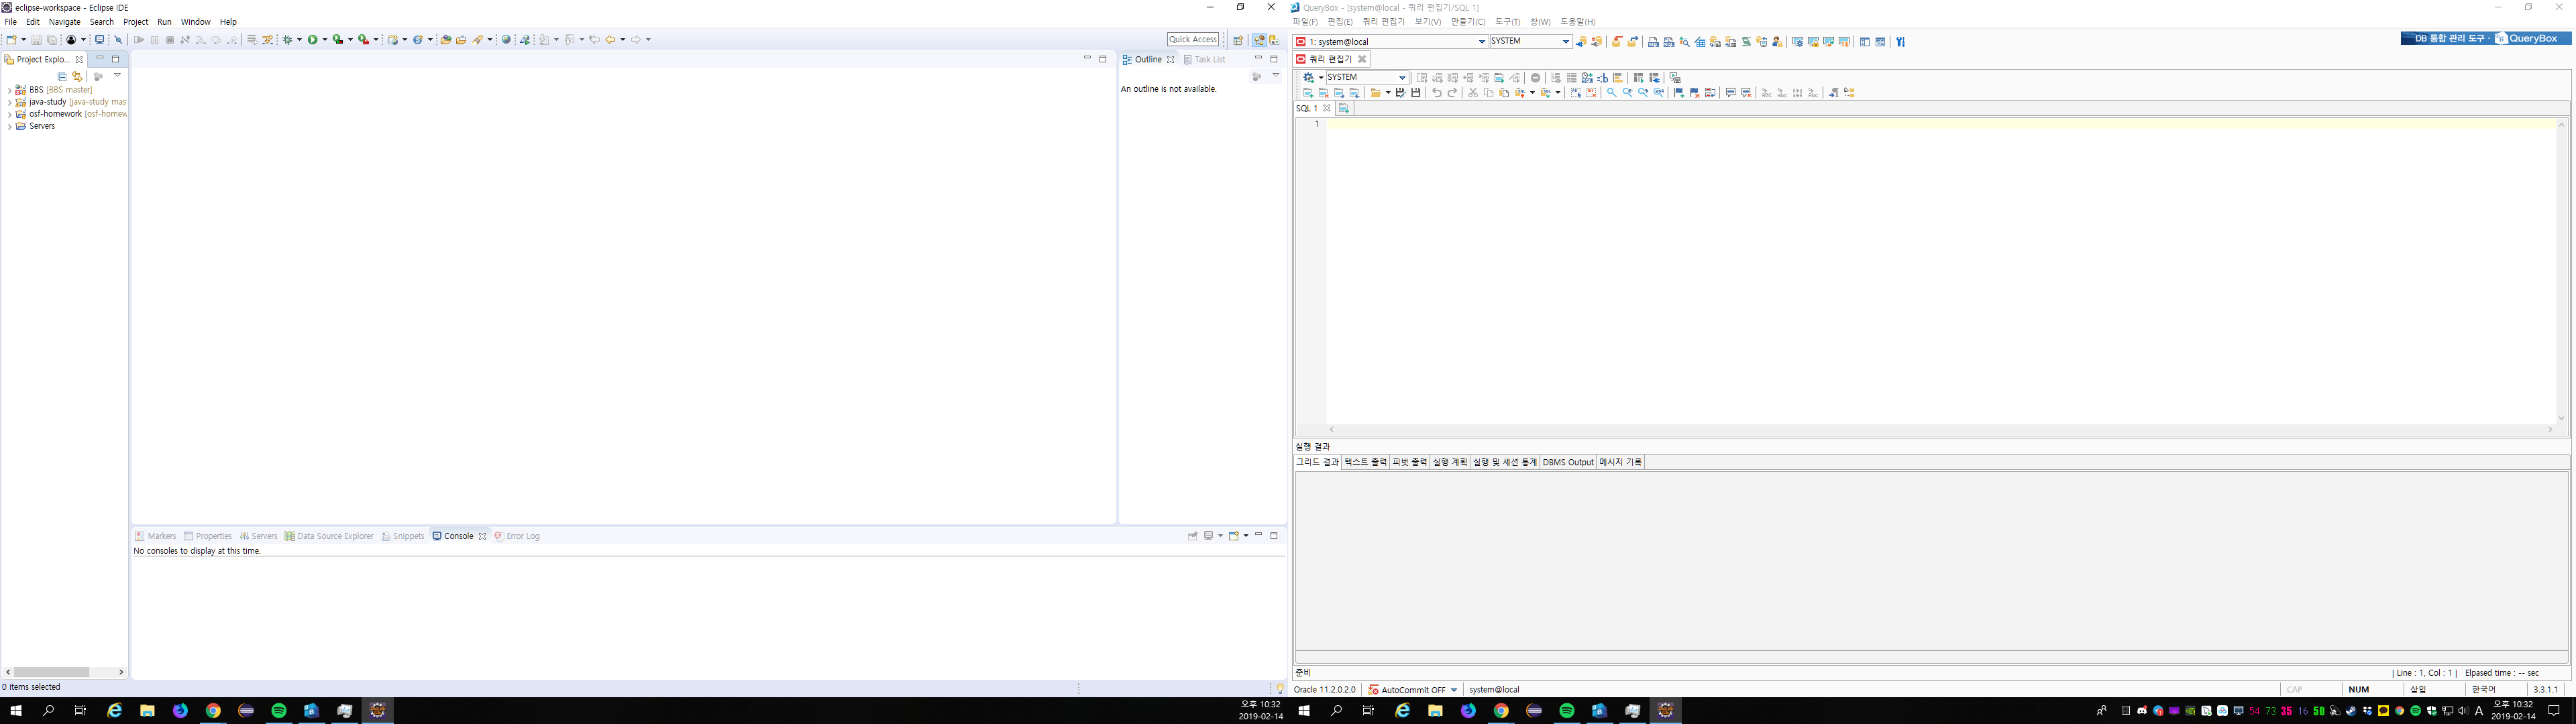 eclipse-workspace - Eclipse IDE
File Edit Navigate Search Project Run Window Help
Quick Access
Project Explo...
BBS [BBS master]
java-study [java-study mas
osf-homework [osf-homew
Servers
Outline Task List
An outline is not available.
Markers Properties Servers Data Source Explorer Snippets Console Error Log
No consoles to display at this time.
0 items selected
오후 10:32
2019-02-14
QueryBox - [system@local - 쿼리 편집기/SQL 1]
파일(F) 편집(E) 쿼리 편집기 보기(V) 만들기(C) 도구(T) 창(W) 도움말(H)
1: system@local SYSTEM
DB 통합 관리 도구 - QueryBox
쿼리 편집기
SYSTEM
SQL 1
1
실행 결과
그리드 결과 텍스트 출력 피벗 출력 실행 계획 실행 및 세션 통계 DBMS Output 메시지 기록
준비
| Line : 1, Col : 1 | Elpased time : -- sec
Oracle 11.2.0.2.0 AutoCommit OFF system@local
CAP NUM 삽입 한국어 3.3.1.1
54 73 35 16 50 A
오후 10:32
2019-02-14